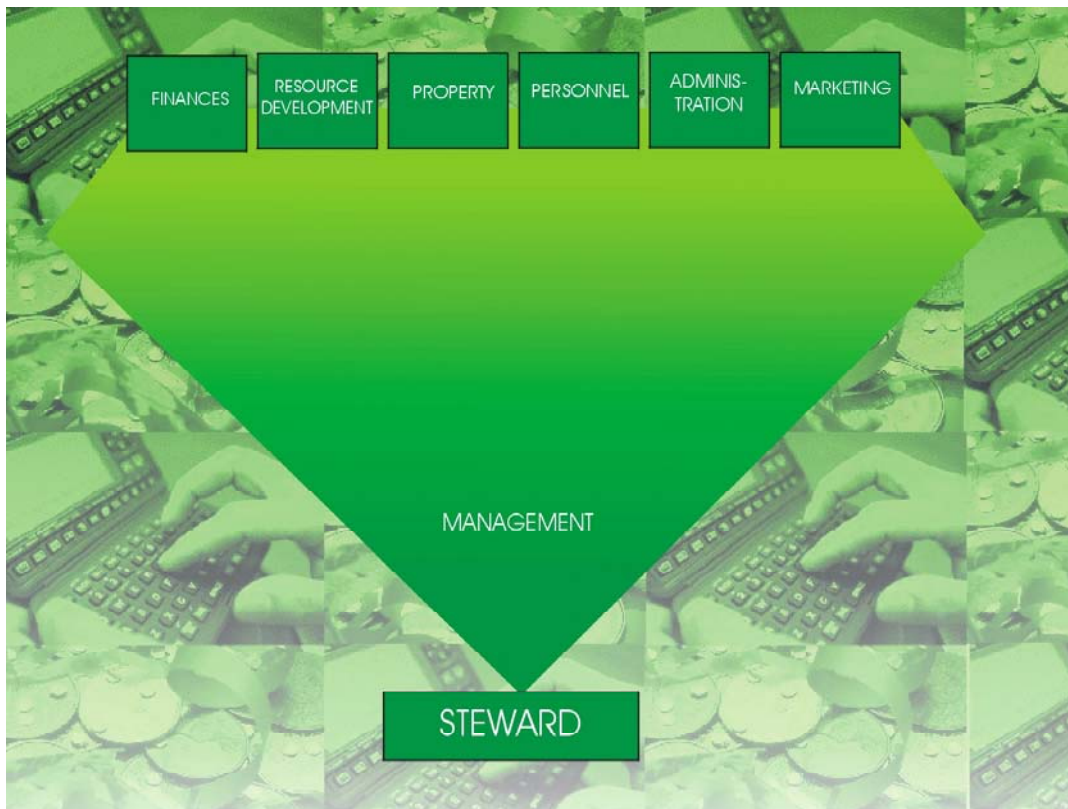 FINANCES
RESOURCE
DEVELOPMENT
PROPERTY
PERSONNEL
ADMINIS-
TRATION
MARKETING
MANAGEMENT
STEWARD